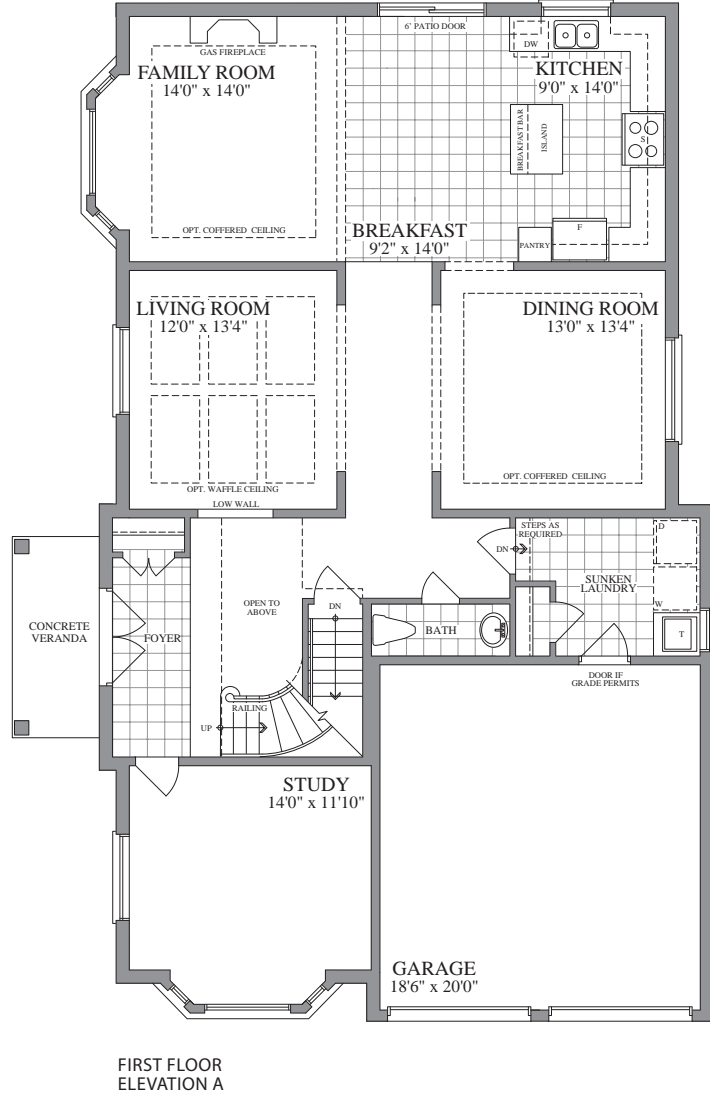 6' PATIO DOOR
DW
GAS FIREPLACE
FAMILY ROOM
14'0" x 14'0"
KITCHEN
9'0" x 14'0"
BREAKFAST BAR
ISLAND
S
OPT. COFFERED CEILING
BREAKFAST
9'2" x 14'0"
PANTRY
F
LIVING ROOM
12'0" x 13'4"
DINING ROOM
13'0" x 13'4"
OPT. WAFFLE CEILING
OPT. COFFERED CEILING
LOW WALL
STEPS AS
REQUIRED
D
DN
SUNKEN
LAUNDRY
W
T
CONCRETE
VERANDA
FOYER
OPEN TO
ABOVE
DN
BATH
DOOR IF
GRADE PERMITS
RAILING
UP
STUDY
14'0" x 11'10"
GARAGE
18'6" x 20'0"
FIRST FLOOR
ELEVATION A